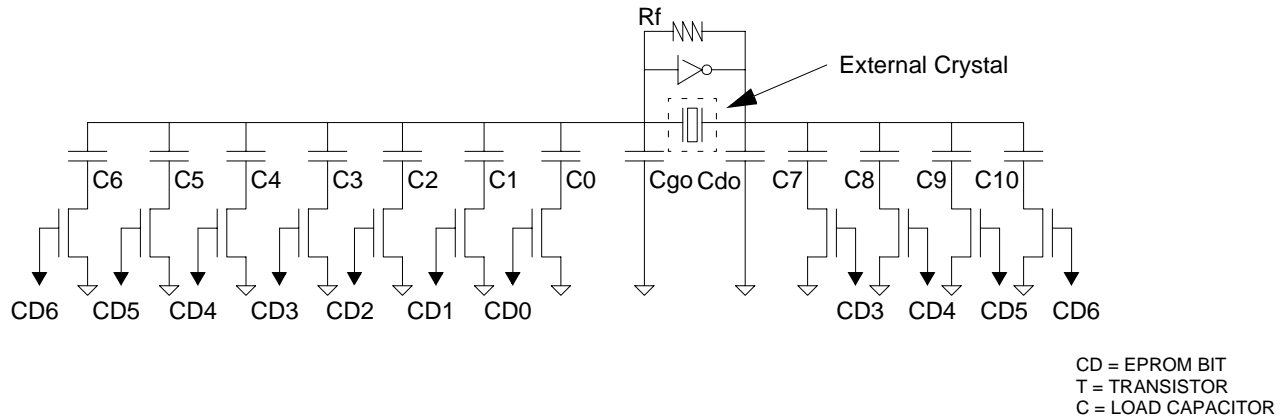 Rf
External Crystal
C6 C5 C4 C3 C2 C1 C0 Cgo Cdo C7 C8 C9 C10
CD6 CD5 CD4 CD3 CD2 CD1 CD0 CD3 CD4 CD5 CD6
CD = EPROM BIT
T = TRANSISTOR
C = LOAD CAPACITOR